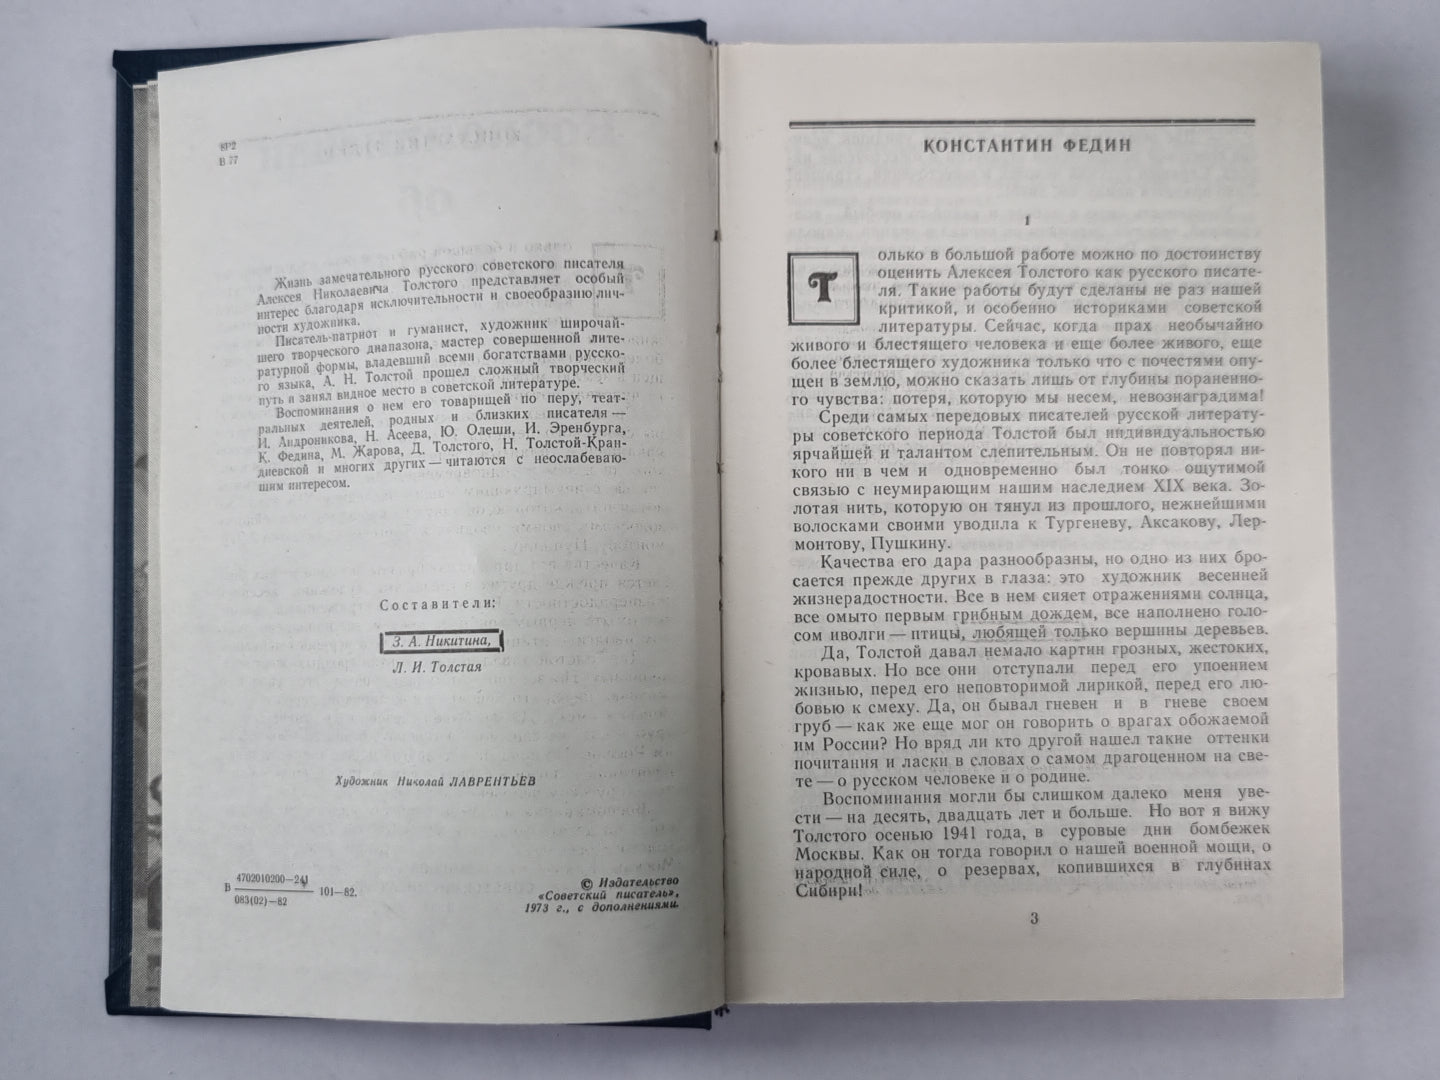 8Р2
В 77
Жизнь замечательного русского советского писателя
Алексея Николаевича Толстого представляет особый
интерес благодаря исключительности и своеобразию лич-
ности художника.
Писатель-патриот и гуманист, художник широчай-
шего творческого диапазона, мастер совершенной лите-
ратурной формы, владевший всеми богатствами русско-
го языка, А. Н. Толстой прошел сложный творческий
путь и занял видное место в советской литературе.
Воспоминания о нем его товарищей по перу, теат-
ральных деятелей, родных и близких писателя —
И. Андроникова, Н. Асеева, Ю. Олеши, И. Эренбурга,
К. Федина, М. Жарова, Д. Толстого, Н. Толстой-Кран-
диевской и многих других — читаются с неослабеваю-
щим интересом.
Составители:
З. А. Никитина,
Л. И. Толстая
Художник Николай ЛАВРЕНТЬЕВ
В 4702010200—241
083(02)—82 101—82.
© Издательство
«Советский писатель»,
1973 г., с дополнениями.
КОНСТАНТИН ФЕДИН
1
Только в большой работе можно по достоинству
оценить Алексея Толстого как русского писате-
ля. Такие работы будут сделаны не раз нашей
критикой, и особенно историками советской
литературы. Сейчас, когда прах необычайно
живого и блестящего человека и еще более живого, еще
более блестящего художника только что с почестями опу-
щен в землю, можно сказать лишь от глубины пораненно-
го чувства: потеря, которую мы несем, невознаградима!
Среди самых передовых писателей русской литерату-
ры советского периода Толстой был индивидуальностью
ярчайшей и талантом слепительным. Он не повторял ни-
кого ни в чем и одновременно был тонко ощутимой
связью с неумирающим нашим наследием XIX века. Зо-
лотая нить, которую он тянул из прошлого, нежнейшими
волосками своими уводила к Тургеневу, Аксакову, Лер-
монтову, Пушкину.
Качества его дара разнообразны, но одно из них бро-
сается прежде других в глаза: это художник весенней
жизнерадостности. Все в нем сияет отражениями солнца,
все омыто первым грибным дождем, все наполнено голо-
сом иволги — птицы, любящей только вершины деревьев.
Да, Толстой давал немало картин грозных, жестоких,
кровавых. Но все они отступали перед его упоением
жизнью, перед его неповторимой лирикой, перед его лю-
бовью к смеху. Да, он бывал гневен и в гневе своем
груб — как же еще мог он говорить о врагах обожаемой
им России? Но вряд ли кто другой нашел такие оттенки
почитания и ласки в словах о самом драгоценном на све-
те — о русском человеке и о родине.
Воспоминания могли бы слишком далеко меня уве-
сти — на десять, двадцать лет и больше. Но вот я вижу
Толстого осенью 1941 года, в суровые дни бомбежек
Москвы. Как он тогда говорил о нашей военной мощи, о
народной силе, о резервах, копившихся в глубинах
Сибири!
3